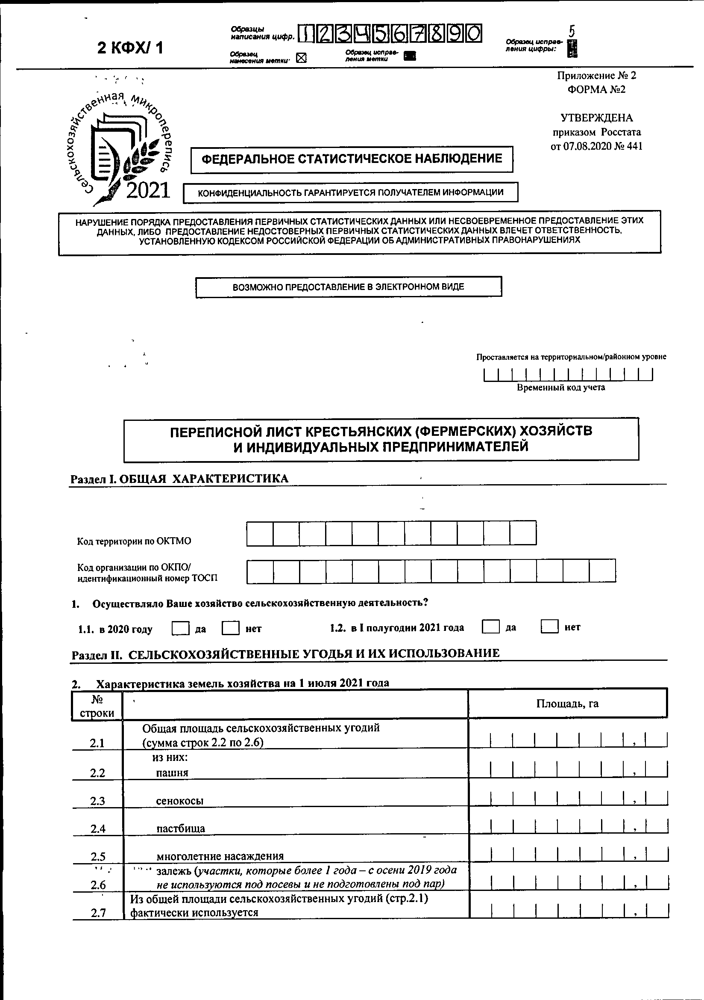 2 КФХ/ 1
Образцы
написания цифр.
1 2 3 4 5 6 7 8 9 0
Образец
нанесения метки·
Образец исправ-
ления метки
Образец исправ-
ления цифры:
5
Приложение № 2
ФОРМА №2
УТВЕРЖДЕНА
приказом Росстата
от 07.08.2020 № 441
Сельскохозяйственная микроперепись
2021
ФЕДЕРАЛЬНОЕ СТАТИСТИЧЕСКОЕ НАБЛЮДЕНИЕ
КОНФИДЕНЦИАЛЬНОСТЬ ГАРАНТИРУЕТСЯ ПОЛУЧАТЕЛЕМ ИНФОРМАЦИИ
НАРУШЕНИЕ ПОРЯДКА ПРЕДОСТАВЛЕНИЯ ПЕРВИЧНЫХ СТАТИСТИЧЕСКИХ ДАННЫХ ИЛИ НЕСВОЕВРЕМЕННОЕ ПРЕДОСТАВЛЕНИЕ ЭТИХ
ДАННЫХ, ЛИБО ПРЕДОСТАВЛЕНИЕ НЕДОСТОВЕРНЫХ ПЕРВИЧНЫХ СТАТИСТИЧЕСКИХ ДАННЫХ ВЛЕЧЕТ ОТВЕТСТВЕННОСТЬ,
УСТАНОВЛЕННУЮ КОДЕКСОМ РОССИЙСКОЙ ФЕДЕРАЦИИ ОБ АДМИНИСТРАТИВНЫХ ПРАВОНАРУШЕНИЯХ
ВОЗМОЖНО ПРЕДОСТАВЛЕНИЕ В ЭЛЕКТРОННОМ ВИДЕ
Проставляется на территориальном/районном уровне
Временный код учета
ПЕРЕПИСНОЙ ЛИСТ КРЕСТЬЯНСКИХ (ФЕРМЕРСКИХ) ХОЗЯЙСТВ
И ИНДИВИДУАЛЬНЫХ ПРЕДПРИНИМАТЕЛЕЙ
Раздел I. ОБЩАЯ ХАРАКТЕРИСТИКА
Код территории по ОКТМО
Код организации по ОКПО/
идентификационный номер ТОСП
1. Осуществляло Ваше хозяйство сельскохозяйственную деятельность?
1.1. в 2020 году да нет 1.2. в I полугодии 2021 года да нет
Раздел II. СЕЛЬСКОХОЗЯЙСТВЕННЫЕ УГОДЬЯ И ИХ ИСПОЛЬЗОВАНИЕ
2. Характеристика земель хозяйства на 1 июля 2021 года
№
строки
Площадь, га
Общая площадь сельскохозяйственных угодий
2.1 (сумма строк 2.2 по 2.6) ,
из них:
2.2 пашня ,
2.3 сенокосы ,
2.4 пастбища ,
2.5 многолетние насаждения ,
залежь (участки, которые более 1 года – с осени 2019 года
2.6 не используются под посевы и не подготовлены под пар) ,
Из общей площади сельскохозяйственных угодий (стр.2.1)
2.7 фактически используется ,